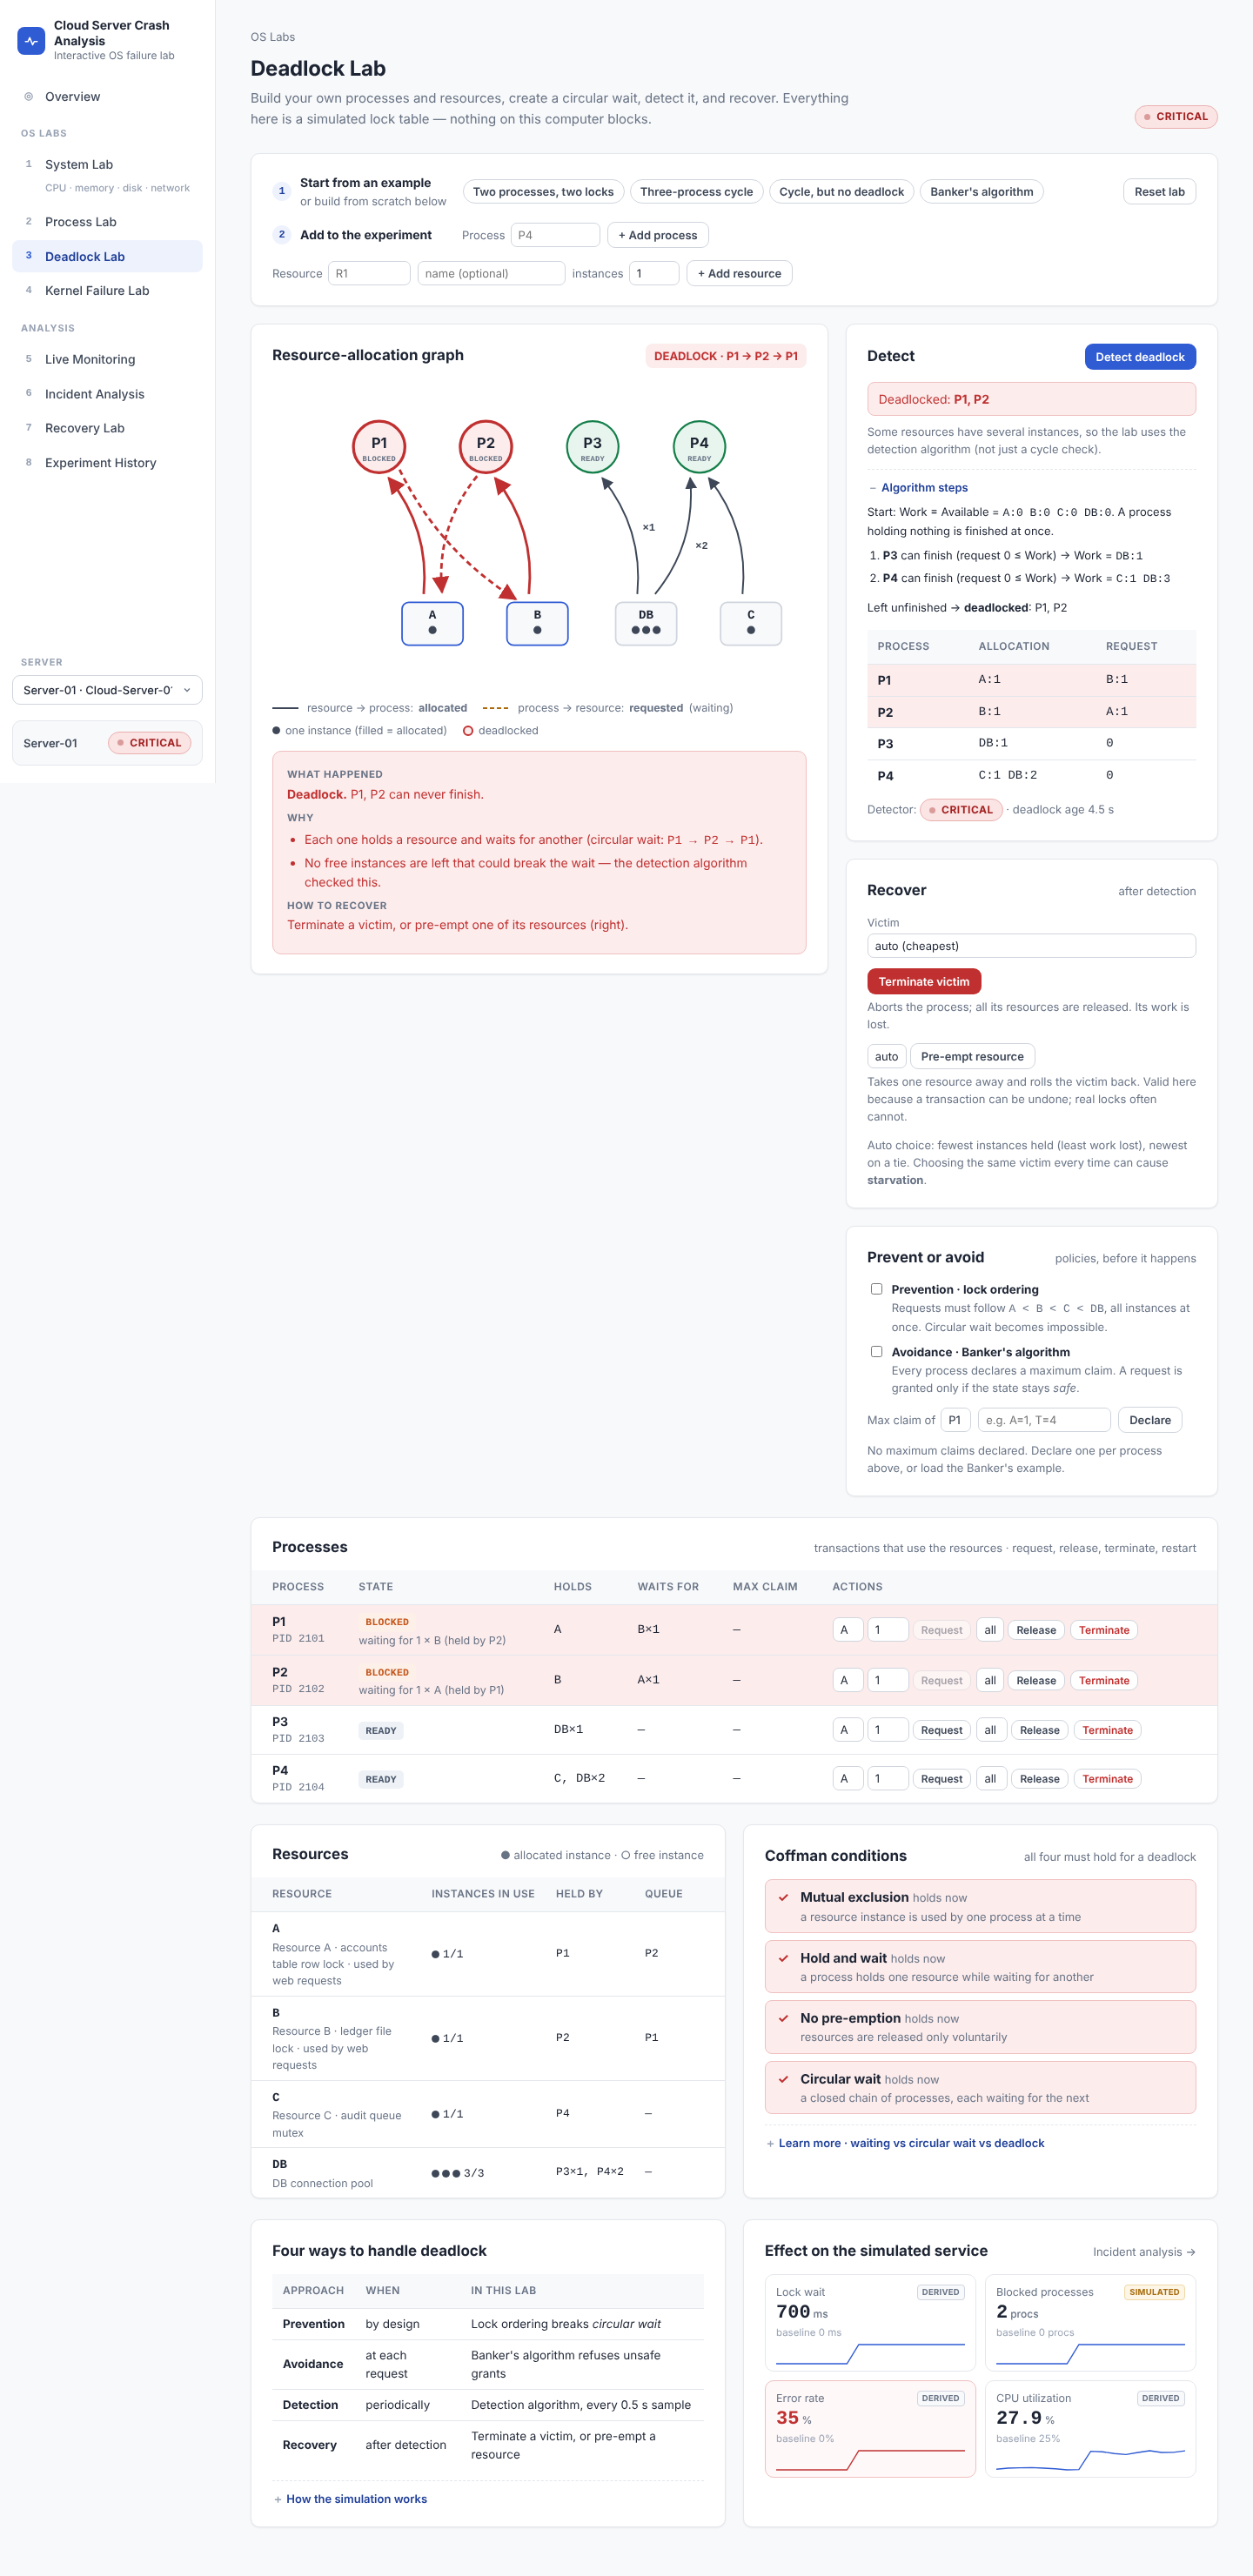 Cloud Server Crash
Analysis
Interactive OS failure lab
Overview
OS LABS
1 System Lab
CPU · memory · disk · network
2 Process Lab
3 Deadlock Lab
4 Kernel Failure Lab
ANALYSIS
5 Live Monitoring
6 Incident Analysis
7 Recovery Lab
8 Experiment History
SERVER
Server-01 · Cloud-Server-0
Server-01 CRITICAL
OS Labs
Deadlock Lab
Build your own processes and resources, create a circular wait, detect it, and recover. Everything
here is a simulated lock table — nothing on this computer blocks.
CRITICAL
1 Start from an example
or build from scratch below
Two processes, two locks
Three-process cycle
Cycle, but no deadlock
Banker's algorithm
Reset lab
2 Add to the experiment
Process P4 + Add process
Resource R1 name (optional) instances 1 + Add resource
Resource-allocation graph
DEADLOCK · P1 → P2 → P1
P1 P2 P3 P4
BLOCKED BLOCKED READY READY
×1
×2
A B DB C
resource → process: allocated process → resource: requested (waiting)
one instance (filled = allocated) deadlocked
WHAT HAPPENED
Deadlock. P1, P2 can never finish.
WHY
• Each one holds a resource and waits for another (circular wait: P1 → P2 → P1).
• No free instances are left that could break the wait — the detection algorithm
checked this.
HOW TO RECOVER
Terminate a victim, or pre-empt one of its resources (right).
Detect
Detect deadlock
Deadlocked: P1, P2
Some resources have several instances, so the lab uses the
detection algorithm (not just a cycle check).
− Algorithm steps
Start: Work = Available = A:0 B:0 C:0 DB:0. A process
holding nothing is finished at once.
1. P3 can finish (request 0 ≤ Work) → Work = DB:1
2. P4 can finish (request 0 ≤ Work) → Work = C:1 DB:3
Left unfinished → deadlocked: P1, P2
PROCESS ALLOCATION REQUEST
P1 A:1 B:1
P2 B:1 A:1
P3 DB:1 0
P4 C:1 DB:2 0
Detector: CRITICAL · deadlock age 4.5 s
Recover
after detection
Victim
auto (cheapest)
Terminate victim
Aborts the process; all its resources are released. Its work is
lost.
auto Pre-empt resource
Takes one resource away and rolls the victim back. Valid here
because a transaction can be undone; real locks often
cannot.
Auto choice: fewest instances held (least work lost), newest
on a tie. Choosing the same victim every time can cause
starvation.
Prevent or avoid
policies, before it happens
Prevention · lock ordering
Requests must follow A < B < C < DB, all instances at
once. Circular wait becomes impossible.
Avoidance · Banker's algorithm
Every process declares a maximum claim. A request is
granted only if the state stays safe.
Max claim of P1 e.g. A=1, T=4 Declare
No maximum claims declared. Declare one per process
above, or load the Banker's example.
Processes
transactions that use the resources · request, release, terminate, restart
PROCESS STATE HOLDS WAITS FOR MAX CLAIM ACTIONS
P1 BLOCKED A B×1 — A 1 Request all Release Terminate
PID 2101 waiting for 1 × B (held by P2)
P2 BLOCKED B A×1 — A 1 Request all Release Terminate
PID 2102 waiting for 1 × A (held by P1)
P3 READY DB×1 — — A 1 Request all Release Terminate
PID 2103
P4 READY C, DB×2 — — A 1 Request all Release Terminate
PID 2104
Resources
● allocated instance · ○ free instance
RESOURCE INSTANCES IN USE HELD BY QUEUE
A
Resource A · accounts
table row lock · used by
web requests
1/1 P1 P2
B
Resource B · ledger file
lock · used by web
requests
1/1 P2 P1
C
Resource C · audit queue
mutex
1/1 P4 —
DB
DB connection pool
3/3 P3×1, P4×2 —
Coffman conditions
all four must hold for a deadlock
✓ Mutual exclusion holds now
a resource instance is used by one process at a time
✓ Hold and wait holds now
a process holds one resource while waiting for another
✓ No pre-emption holds now
resources are released only voluntarily
✓ Circular wait holds now
a closed chain of processes, each waiting for the next
+ Learn more · waiting vs circular wait vs deadlock
Four ways to handle deadlock
APPROACH WHEN IN THIS LAB
Prevention by design Lock ordering breaks circular wait
Avoidance at each request Banker's algorithm refuses unsafe grants
Detection periodically Detection algorithm, every 0.5 s sample
Recovery after detection Terminate a victim, or pre-empt a resource
+ How the simulation works
Effect on the simulated service
Incident analysis →
Lock wait DERIVED
700 ms
baseline 0 ms
Blocked processes SIMULATED
2 procs
baseline 0 procs
Error rate DERIVED
35 %
baseline 0%
CPU utilization DERIVED
27.9 %
baseline 25%